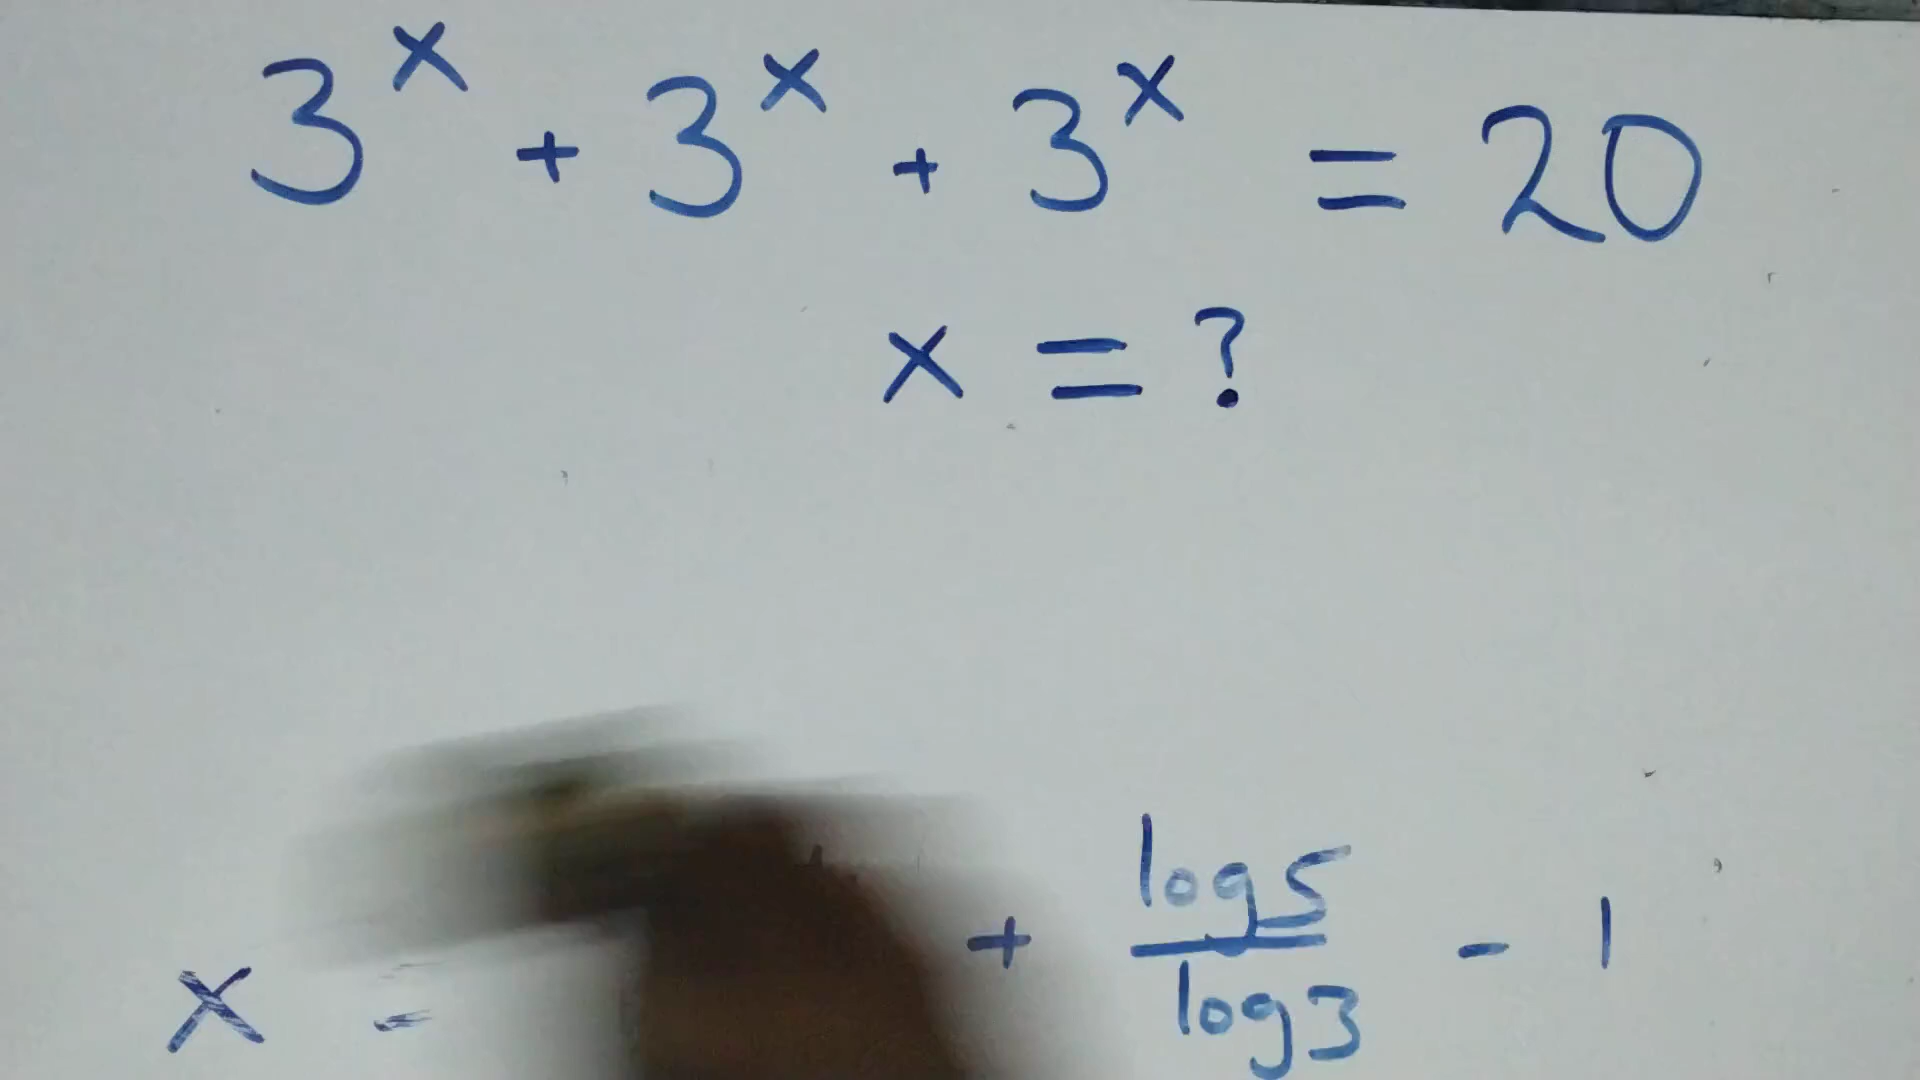 3^x + 3^x + 3^x = 20
x = ?
x = + log5/log3 - 1